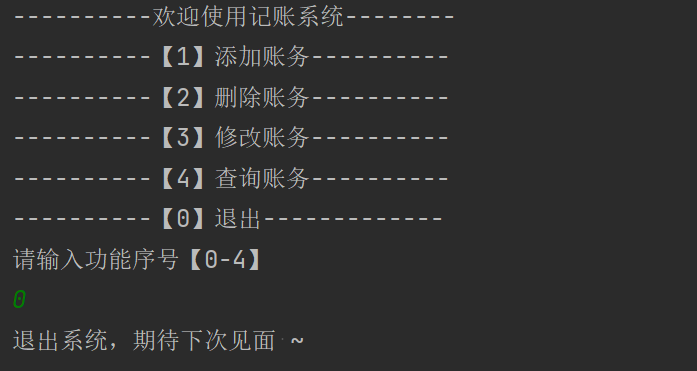 ----------欢迎使用记账系统--------
----------【1】添加账务----------
----------【2】删除账务----------
----------【3】修改账务----------
----------【4】查询账务----------
----------【0】退出-------------
请输入功能序号【0-4】
0
退出系统，期待下次见面 ~